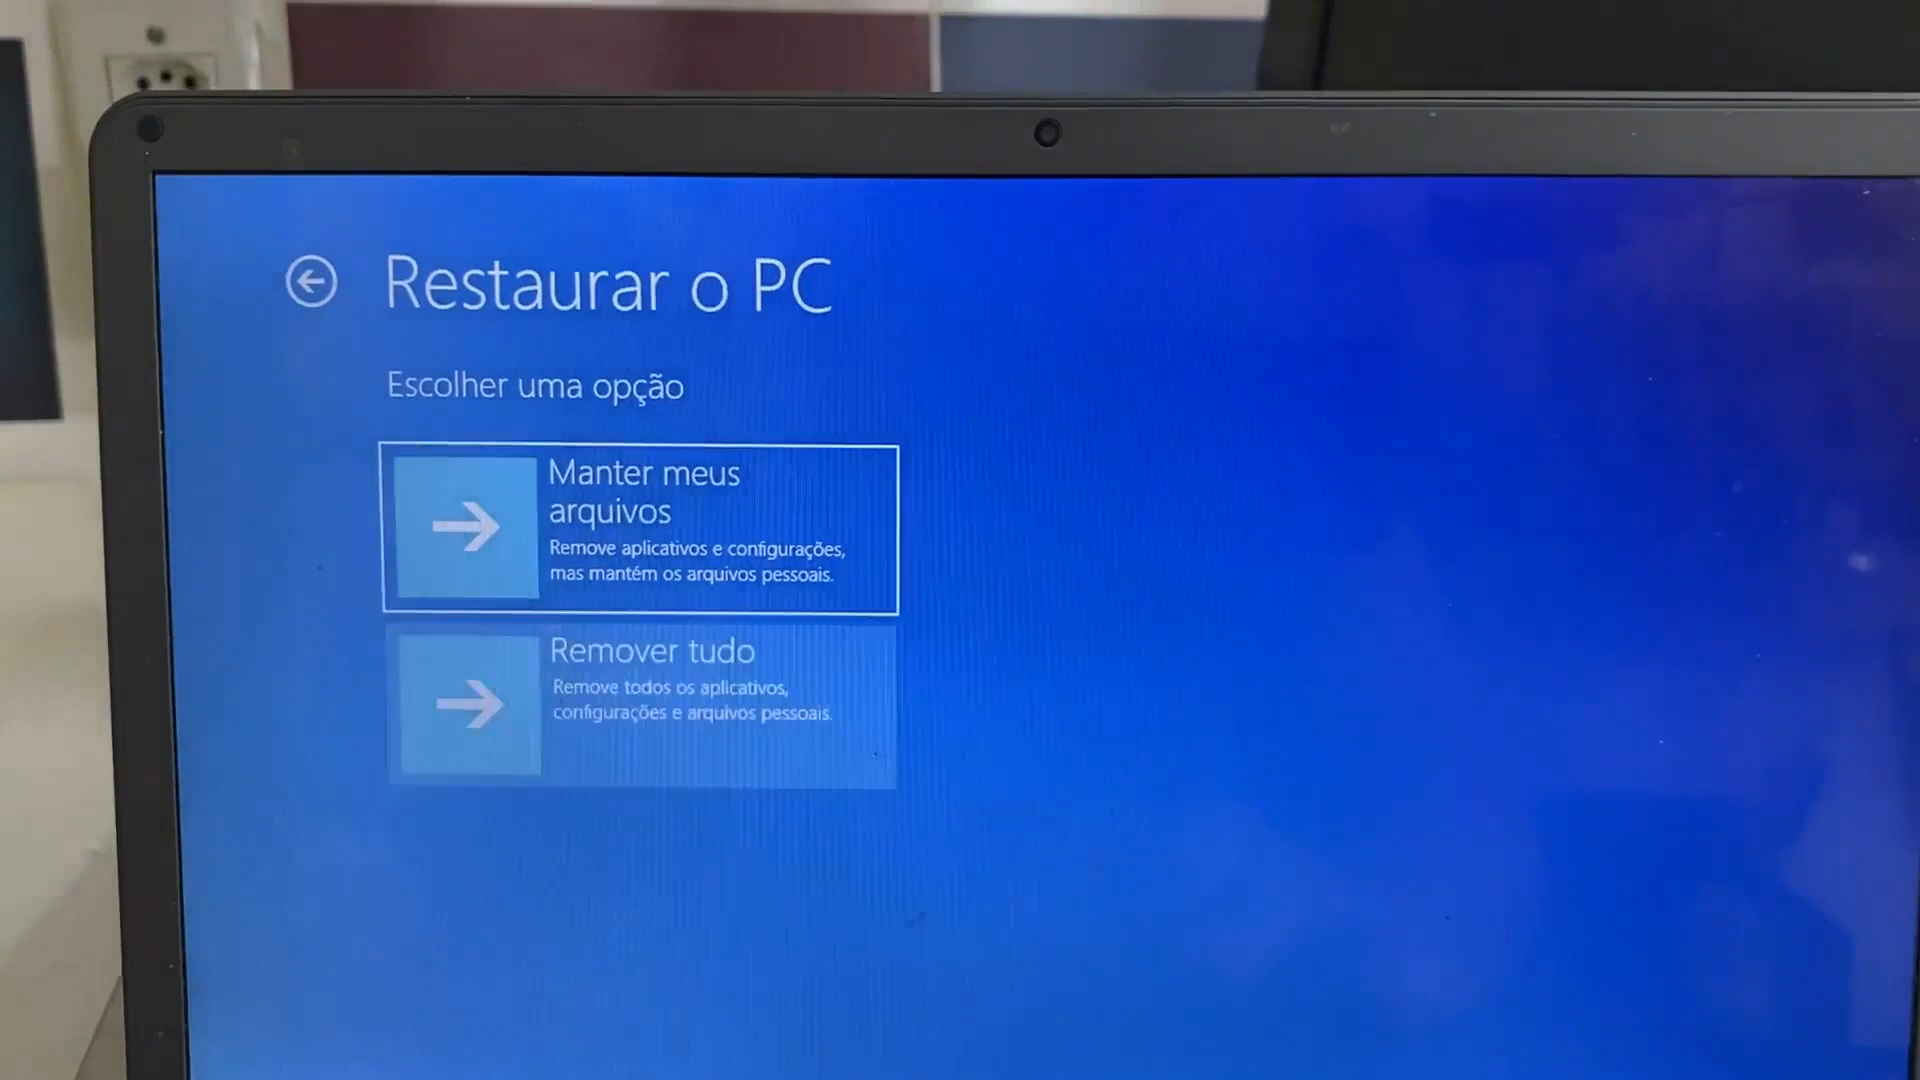 Restaurar o PC
Escolher uma opção
Manter meus
arquivos
Remove aplicativos e configurações,
mas mantém os arquivos pessoais.
Remover tudo
Remove todos os aplicativos,
configurações e arquivos pessoais.